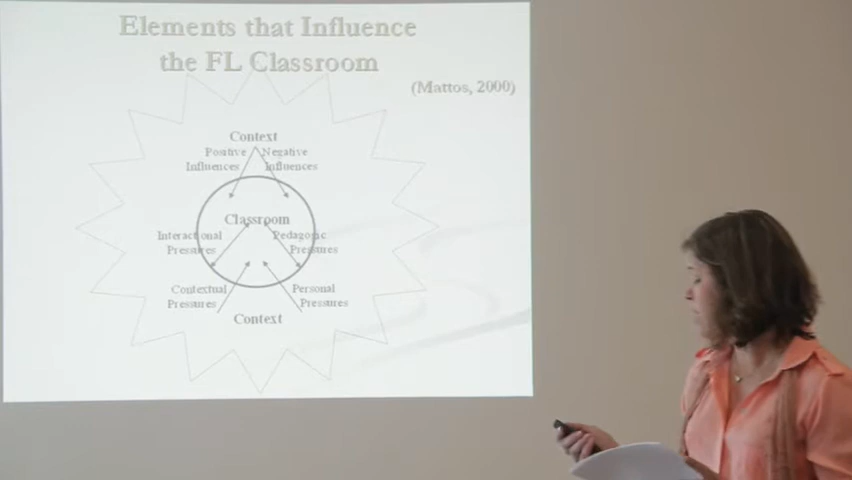 Elements that Influence
the FL Classroom
(Mattos, 2000)
Context
Positive Negative
Influences Influences
Classroom
Interactional Pedagogic
Pressures Pressures
Contextual Personal
Pressures Pressures
Context